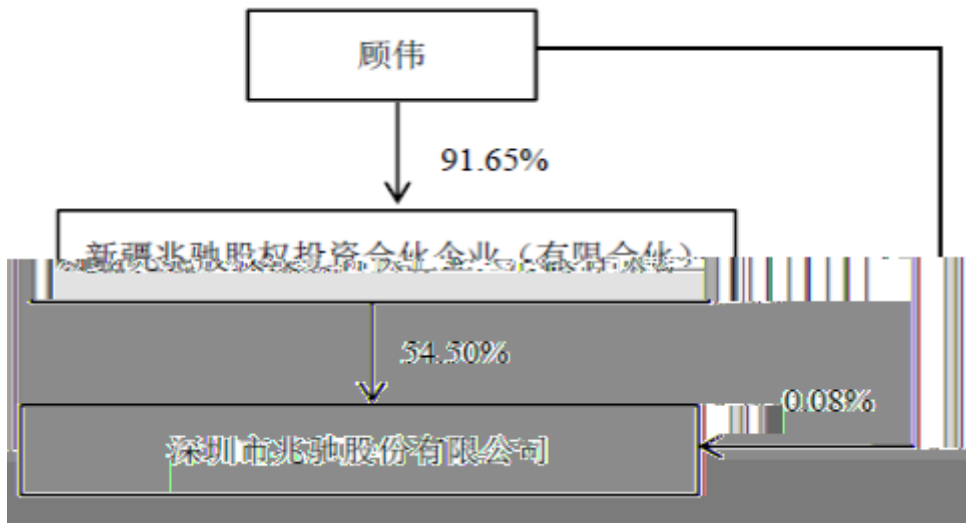 顾伟
91.65%
新疆兆驰股权投资合伙企业（有限合伙）
54.50%
0.08%
深圳市兆驰股份有限公司